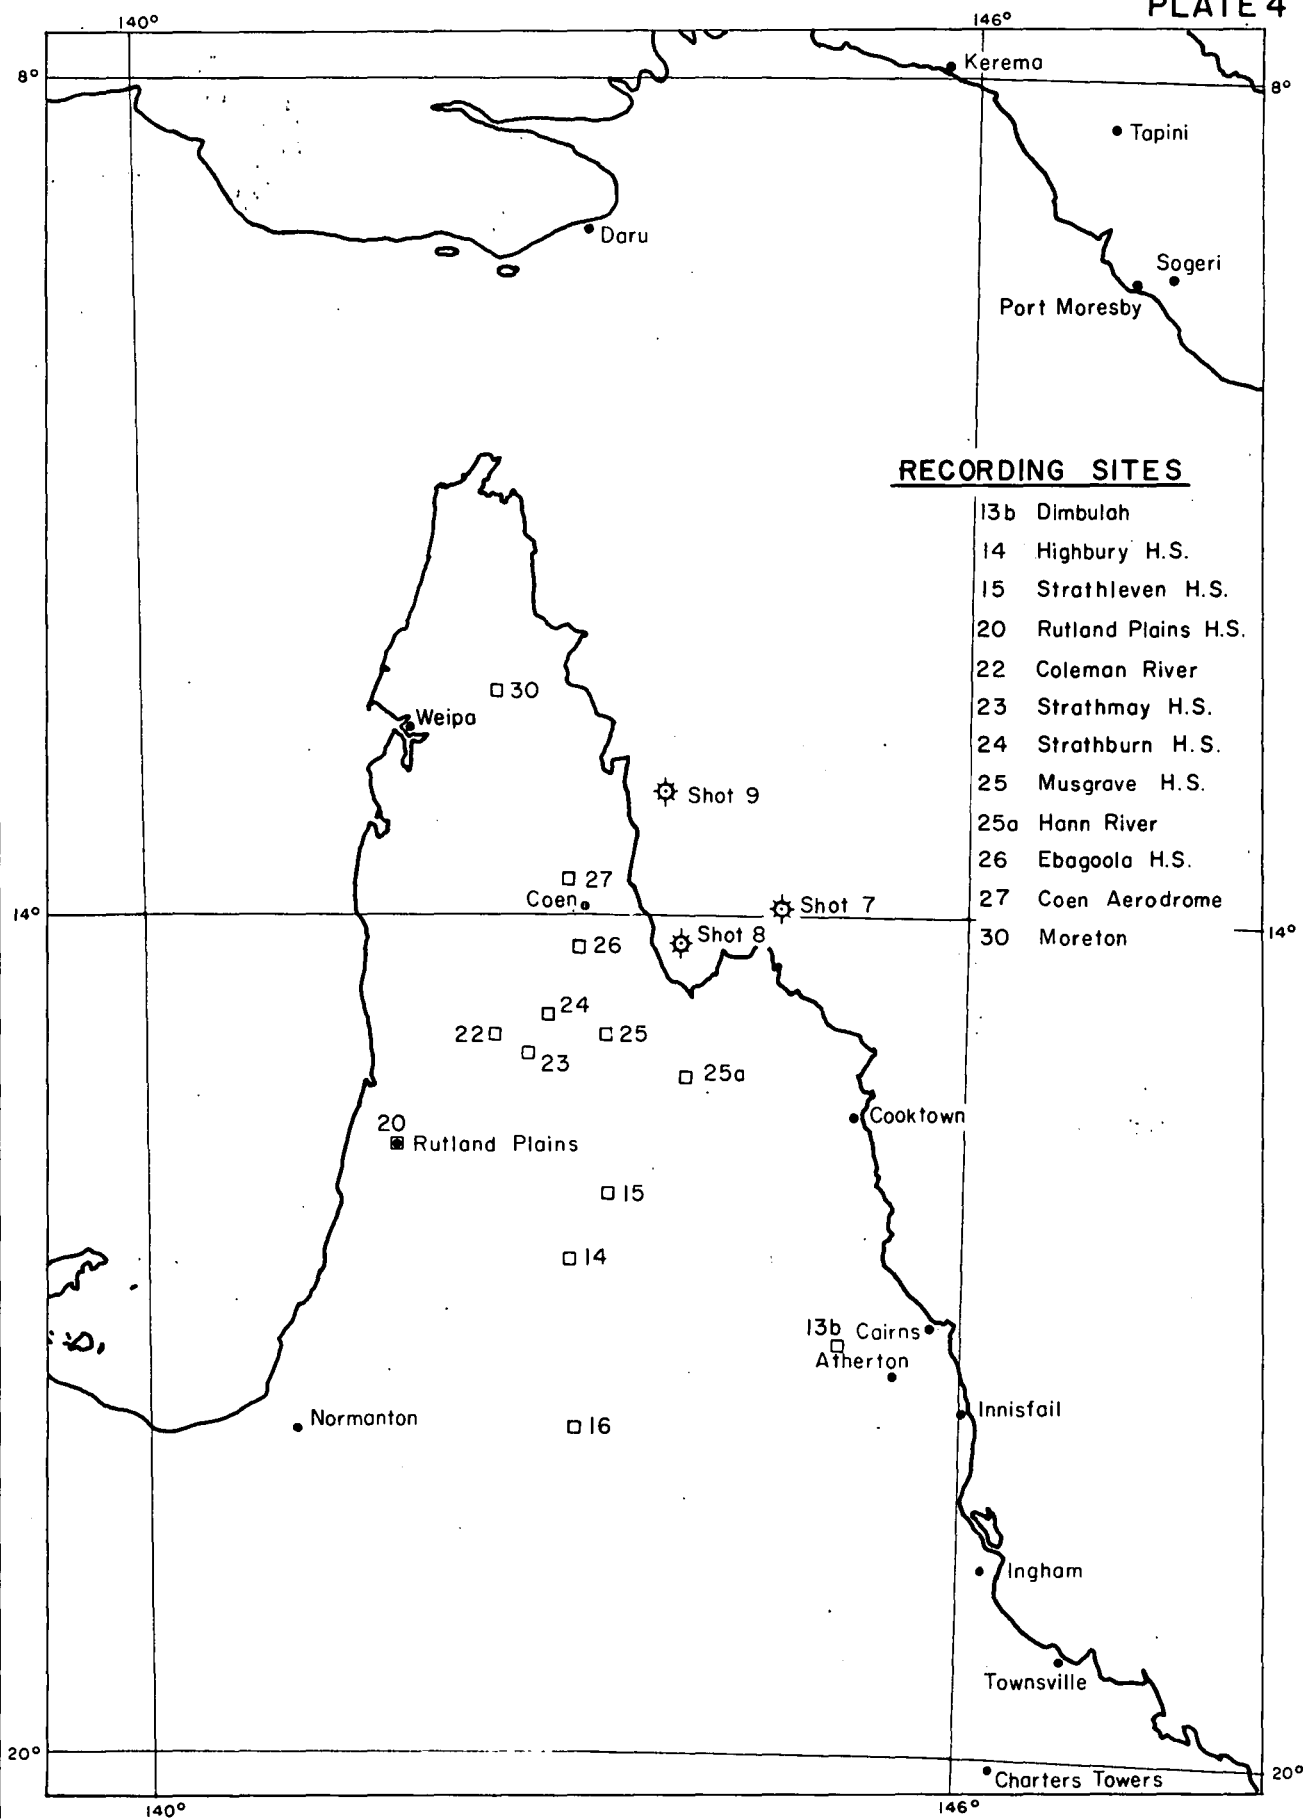 PLATE 4
140°
146°
8°
8°
Kerema
Tapini
Daru
Sogeri
Port Moresby
RECORDING SITES
13b Dimbulah
14 Highbury H.S.
15 Strathleven H.S.
20 Rutland Plains H.S.
22 Coleman River
23 Strathmay H.S.
24 Strathburn H.S.
25 Musgrave H.S.
25a Hann River
26 Ebagoola H.S.
27 Coen Aerodrome
30 Moreton
30
Weipa
Shot 9
27
Coen
14°
Shot 7
14°
Shot 8
26
24
22
25
23
25a
20
Rutland Plains
Cooktown
15
14
13b
Cairns
Atherton
Normanton
16
Innisfail
Ingham
Townsville
20°
20°
Charters Towers
140°
146°